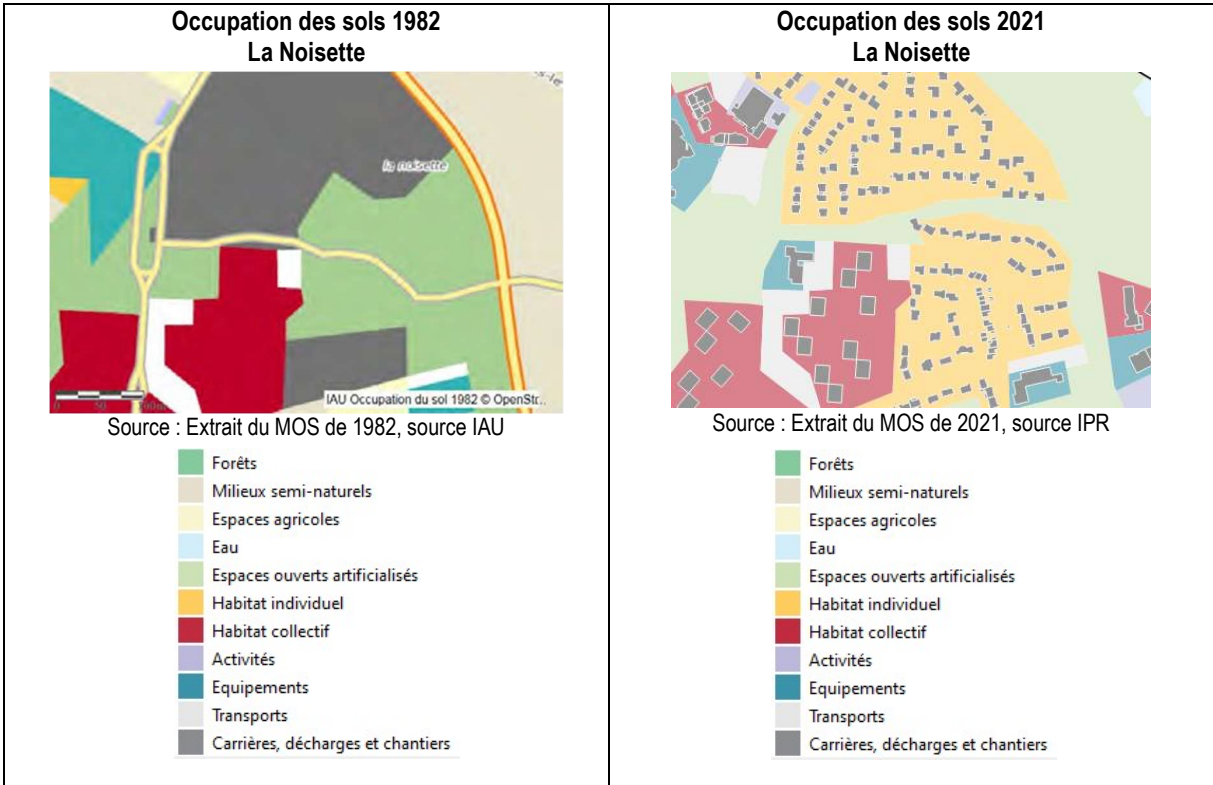 Occupation des sols 1982
La Noisette
la noisette
IAU Occupation du sol 1982 © OpenStr...
Source : Extrait du MOS de 1982, source IAU
Forêts
Milieux semi-naturels
Espaces agricoles
Eau
Espaces ouverts artificialisés
Habitat individuel
Habitat collectif
Activités
Equipements
Transports
Carrières, décharges et chantiers
Occupation des sols 2021
La Noisette
Source : Extrait du MOS de 2021, source IPR
Forêts
Milieux semi-naturels
Espaces agricoles
Eau
Espaces ouverts artificialisés
Habitat individuel
Habitat collectif
Activités
Equipements
Transports
Carrières, décharges et chantiers